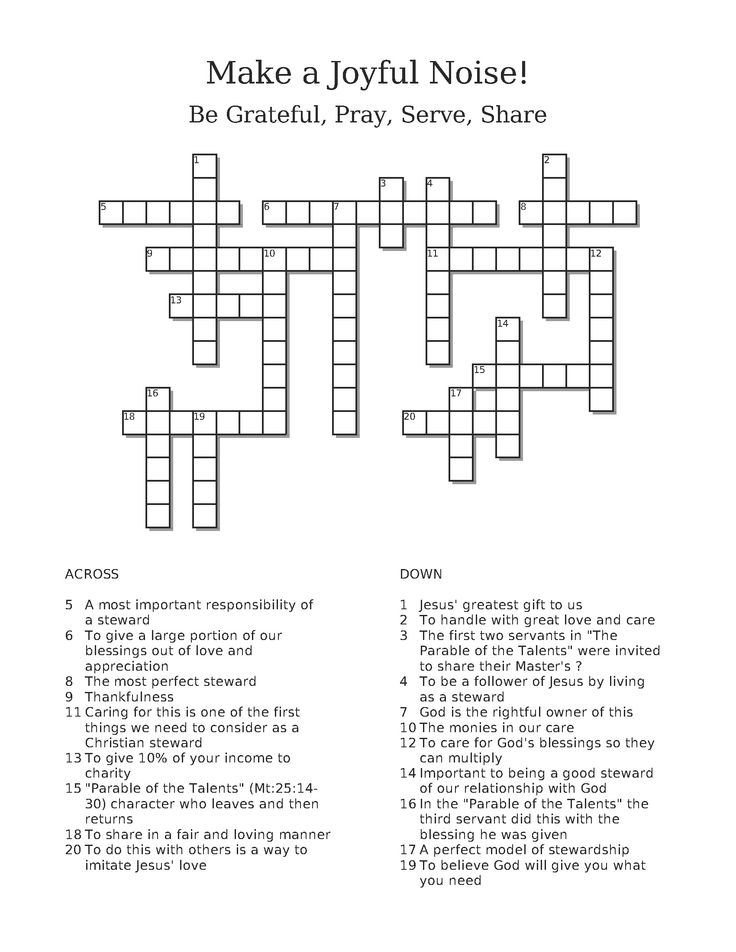 Make a Joyful Noise!
Be Grateful, Pray, Serve, Share
1
2
3
4
5
6
7
8
9
10
11
12
13
14
15
16
17
18
19
20
ACROSS
5 A most important responsibility of
a steward
6 To give a large portion of our
blessings out of love and
appreciation
8 The most perfect steward
9 Thankfulness
11 Caring for this is one of the first
things we need to consider as a
Christian steward
13 To give 10% of your income to
charity
15 "Parable of the Talents" (Mt:25:14-
30) character who leaves and then
returns
18 To share in a fair and loving manner
20 To do this with others is a way to
imitate Jesus' love
DOWN
1 Jesus' greatest gift to us
2 To handle with great love and care
3 The first two servants in "The
Parable of the Talents" were invited
to share their Master's ?
4 To be a follower of Jesus by living
as a steward
7 God is the rightful owner of this
10 The monies in our care
12 To care for God's blessings so they
can multiply
14 Important to being a good steward
of our relationship with God
16 In the "Parable of the Talents" the
third servant did this with the
blessing he was given
17 A perfect model of stewardship
19 To believe God will give you what
you need